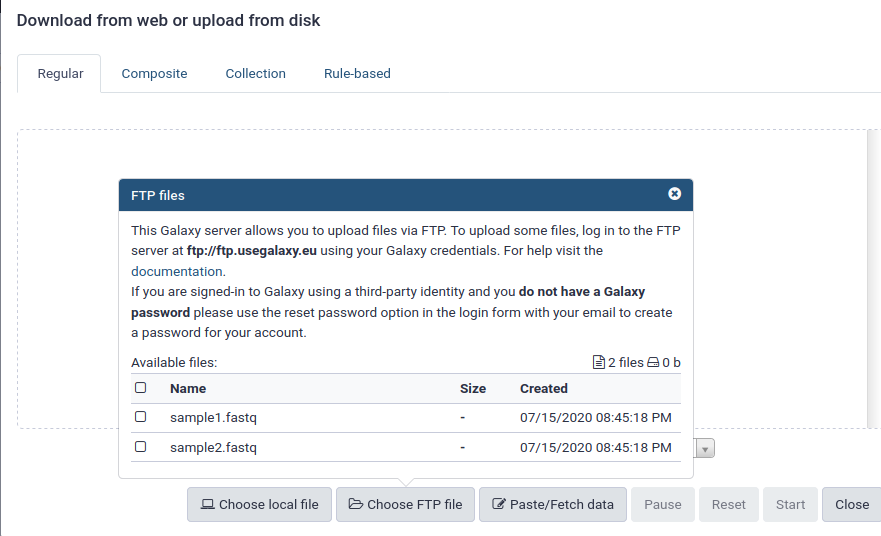 Download from web or upload from disk
Regular Composite Collection Rule-based
FTP files
This Galaxy server allows you to upload files via FTP. To upload some files, log in to the FTP
server at ftp://ftp.usegalaxy.eu using your Galaxy credentials. For help visit the
documentation.
If you are signed-in to Galaxy using a third-party identity and you do not have a Galaxy
password please use the reset password option in the login form with your email to create
a password for your account.
Available files: 2 files 0 b
Name Size Created
sample1.fastq - 07/15/2020 08:45:18 PM
sample2.fastq - 07/15/2020 08:45:18 PM
Choose local file Choose FTP file Paste/Fetch data Pause Reset Start Close